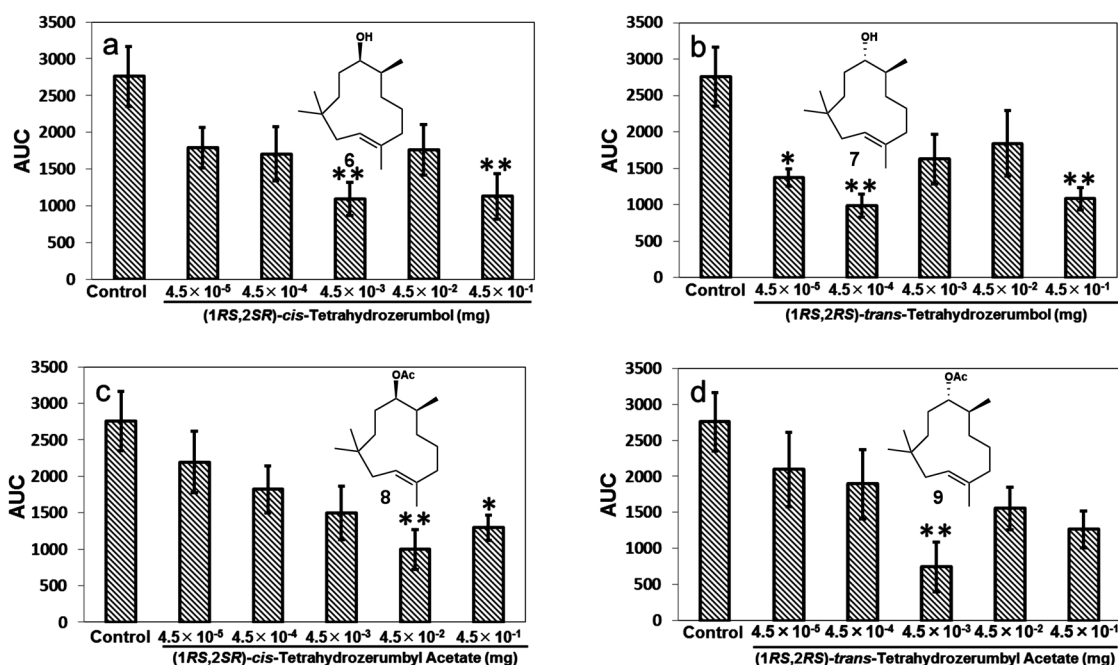 a
3500
3000
2500
2000
1500
1000
500
0
AUC
OH
6
**
**
Control 4.5×10⁻⁵ 4.5×10⁻⁴ 4.5×10⁻³ 4.5×10⁻² 4.5×10⁻¹
(1RS,2SR)-cis-Tetrahydrozerumbol (mg)
b
3500
3000
2500
2000
1500
1000
500
0
AUC
OH
7
*
**
**
Control 4.5×10⁻⁵ 4.5×10⁻⁴ 4.5×10⁻³ 4.5×10⁻² 4.5×10⁻¹
(1RS,2RS)-trans-Tetrahydrozerumbol (mg)
c
3500
3000
2500
2000
1500
1000
500
0
AUC
OAc
8
**
*
Control 4.5×10⁻⁵ 4.5×10⁻⁴ 4.5×10⁻³ 4.5×10⁻² 4.5×10⁻¹
(1RS,2SR)-cis-Tetrahydrozerumbyl Acetate (mg)
d
3500
3000
2500
2000
1500
1000
500
0
AUC
OAc
9
**
Control 4.5×10⁻⁵ 4.5×10⁻⁴ 4.5×10⁻³ 4.5×10⁻² 4.5×10⁻¹
(1RS,2RS)-trans-Tetrahydrozerumbyl Acetate (mg)